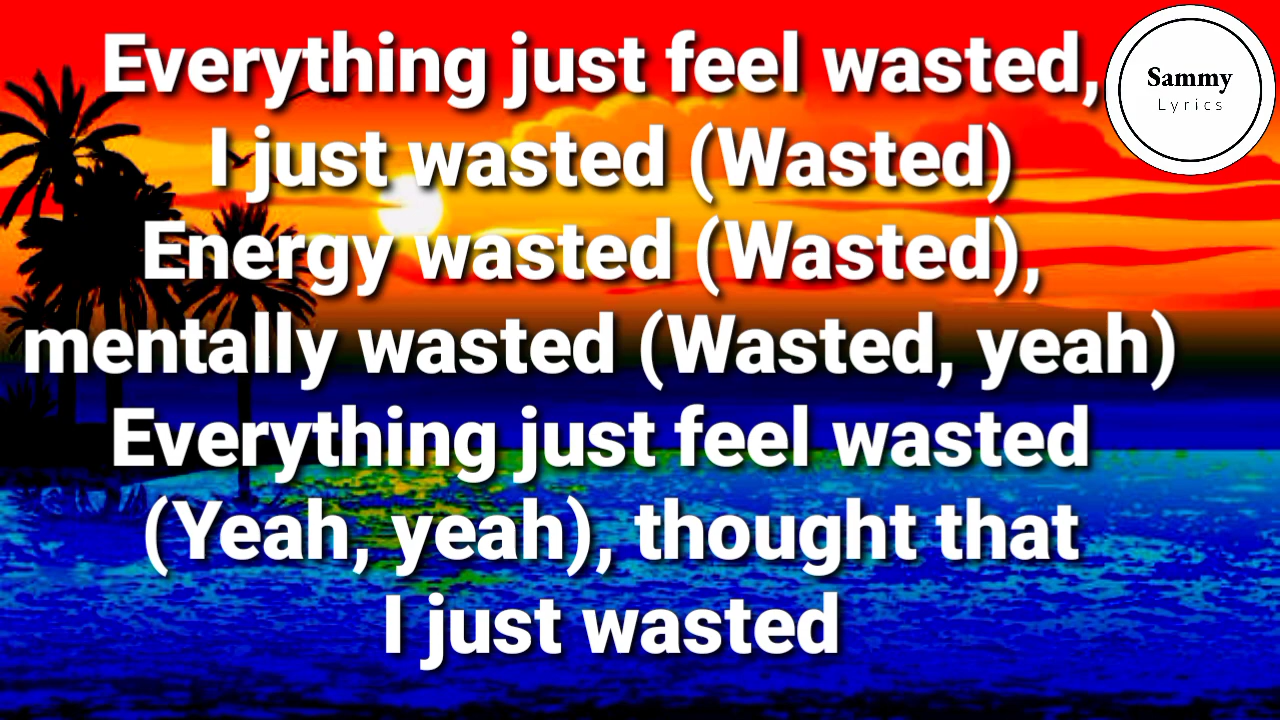 Everything just feel wasted,
I just wasted (Wasted)
Energy wasted (Wasted),
mentally wasted (Wasted, yeah)
Everything just feel wasted
(Yeah, yeah), thought that
I just wasted
Sammy
Lyrics